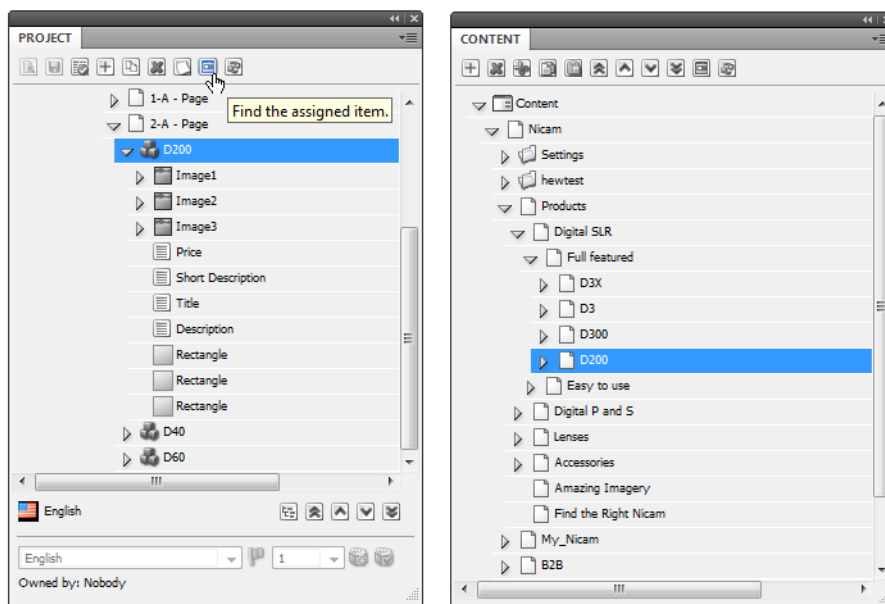 PROJECT
1-A - Page
Find the assigned item.
2-A - Page
D200
Image1
Image2
Image3
Price
Short Description
Title
Description
Rectangle
Rectangle
Rectangle
D40
D60
English
English
1
Owned by: Nobody
CONTENT
Content
Nicam
Settings
hewtest
Products
Digital SLR
Full featured
D3X
D3
D300
D200
Easy to use
Digital P and S
Lenses
Accessories
Amazing Imagery
Find the Right Nicam
My_Nicam
B2B